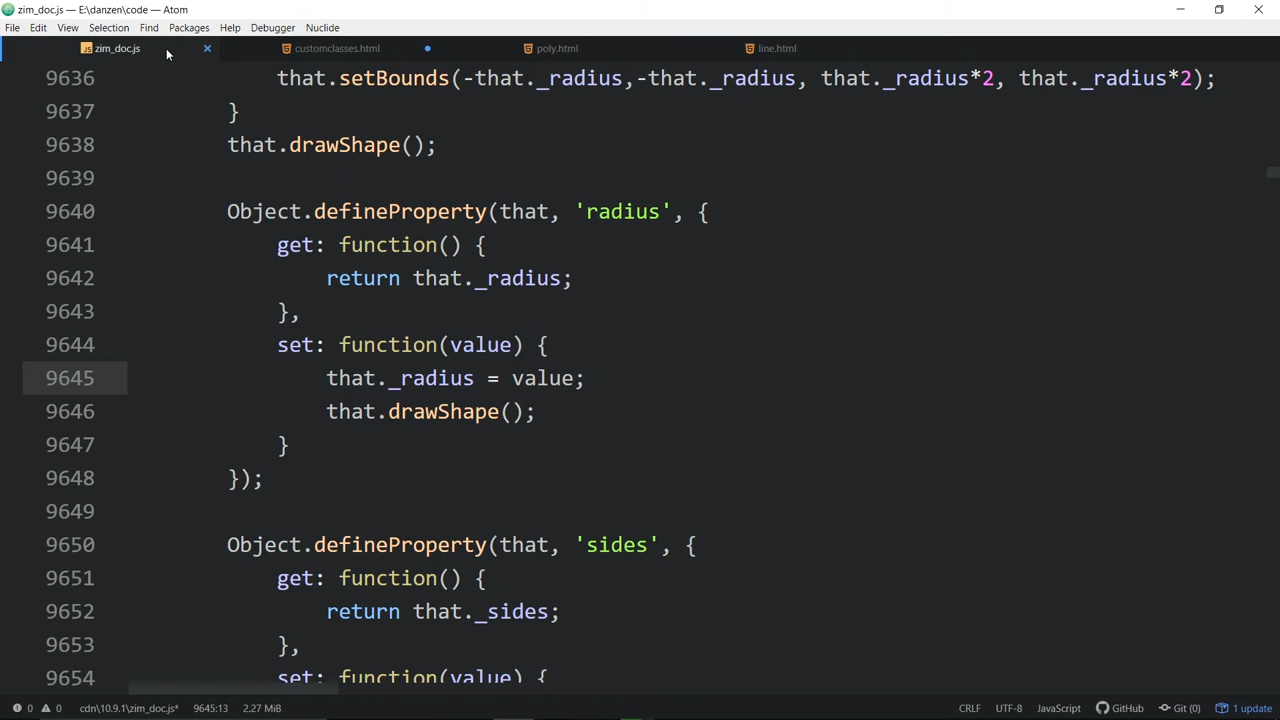 zim_doc.js — E:\danzen\code — Atom
File Edit View Selection Find Packages Help Debugger Nuclide
JS zim_doc.js customclasses.html poly.html line.html
9636 that.setBounds(-that._radius,-that._radius, that._radius*2, that._radius*2);
9637 }
9638 that.drawShape();
9639
9640 Object.defineProperty(that, 'radius', {
9641 get: function() {
9642 return that._radius;
9643 },
9644 set: function(value) {
9645 that._radius = value;
9646 that.drawShape();
9647 }
9648 });
9649
9650 Object.defineProperty(that, 'sides', {
9651 get: function() {
9652 return that._sides;
9653 },
9654 set: function(value) {
0 0 cdn\10.9.1\zim_doc.js* 9645:13 2.27 MiB CRLF UTF-8 JavaScript GitHub Git (0) 1 update